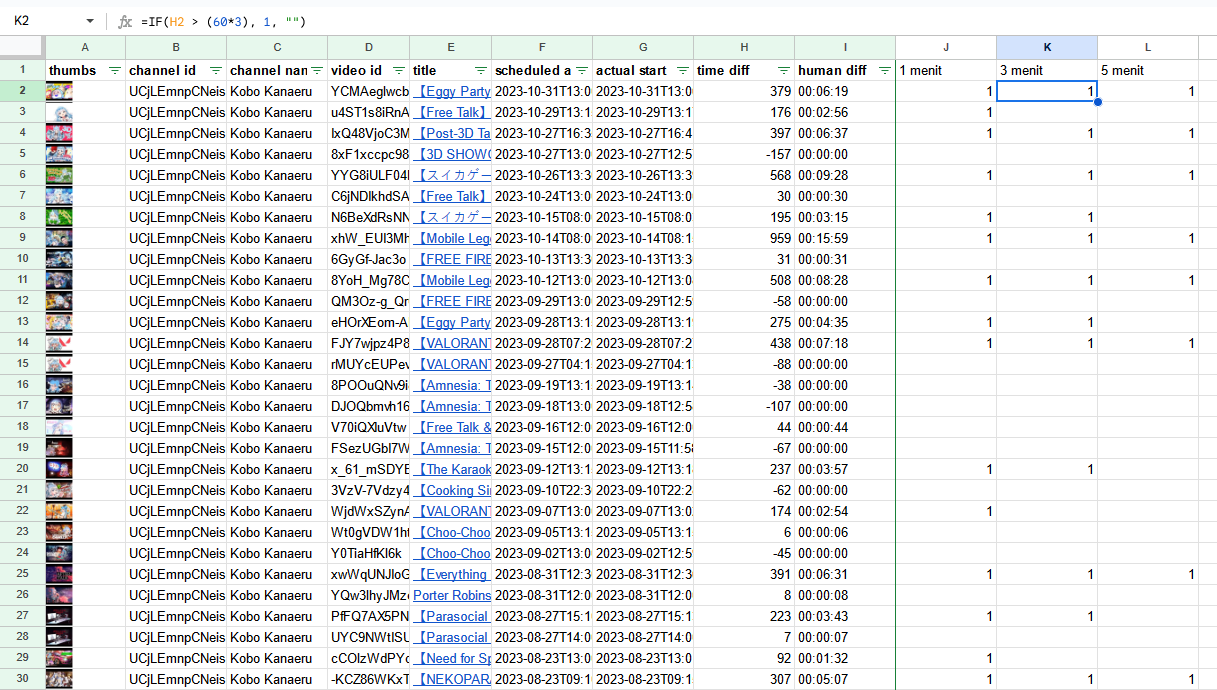 K2 fx =IF(H2 > (60*3), 1, "")
A B C D E F G H I J K L
1 thumbs channel id channel nan video id title scheduled a actual start time diff human diff 1 menit 3 menit 5 menit
2 UCjLEmnpCNeis Kobo Kanaeru YCMAeglwcb 【Eggy Party 2023-10-31T13:0 2023-10-31T13:0 379 00:06:19 1 1 1
3 UCjLEmnpCNeis Kobo Kanaeru u4ST1s8iRnA 【Free Talk】 2023-10-29T13:1 2023-10-29T13:1 176 00:02:56 1
4 UCjLEmnpCNeis Kobo Kanaeru IxQ48VjoC3M 【Post-3D Ta 2023-10-27T16:3 2023-10-27T16:4 397 00:06:37 1 1 1
5 UCjLEmnpCNeis Kobo Kanaeru 8xF1xccpc98 【3D SHOW 2023-10-27T13:0 2023-10-27T12:5 -157 00:00:00
6 UCjLEmnpCNeis Kobo Kanaeru YYG8iULF04 【スイカゲー 2023-10-26T13:3 2023-10-26T13:3 568 00:09:28 1 1 1
7 UCjLEmnpCNeis Kobo Kanaeru C6jNDlkhdSA 【Free Talk】 2023-10-24T13:0 2023-10-24T13:0 30 00:00:30
8 UCjLEmnpCNeis Kobo Kanaeru N6BeXdRsNN 【スイカゲー 2023-10-15T08:0 2023-10-15T08:0 195 00:03:15 1 1
9 UCjLEmnpCNeis Kobo Kanaeru xhW_EUI3Mh 【Mobile Leg 2023-10-14T08:0 2023-10-14T08:1 959 00:15:59 1 1 1
10 UCjLEmnpCNeis Kobo Kanaeru 6GyGf-Jac3o 【FREE FIRE 2023-10-13T13:3 2023-10-13T13:3 31 00:00:31
11 UCjLEmnpCNeis Kobo Kanaeru 8YoH_Mg78C 【Mobile Leg 2023-10-12T13:0 2023-10-12T13:0 508 00:08:28 1 1 1
12 UCjLEmnpCNeis Kobo Kanaeru QM3Oz-g_Qr 【FREE FIRE 2023-09-29T13:0 2023-09-29T12:5 -58 00:00:00
13 UCjLEmnpCNeis Kobo Kanaeru eHOrXEom-A 【Eggy Party 2023-09-28T13:1 2023-09-28T13:1 275 00:04:35 1 1
14 UCjLEmnpCNeis Kobo Kanaeru FJY7wjpz4P8 【VALORANT 2023-09-28T07:2 2023-09-28T07:2 438 00:07:18 1 1 1
15 UCjLEmnpCNeis Kobo Kanaeru rMUYcEUPev 【VALORANT 2023-09-27T04:1 2023-09-27T04:1 -88 00:00:00
16 UCjLEmnpCNeis Kobo Kanaeru 8POOuQNv9i 【Amnesia: T 2023-09-19T13:1 2023-09-19T13:1 -38 00:00:00
17 UCjLEmnpCNeis Kobo Kanaeru DJOQbmvh16 【Amnesia: T 2023-09-18T13:0 2023-09-18T12:5 -107 00:00:00
18 UCjLEmnpCNeis Kobo Kanaeru V70iQXluVtw 【Free Talk & 2023-09-16T12:0 2023-09-16T12:0 44 00:00:44
19 UCjLEmnpCNeis Kobo Kanaeru FSezUGbI7W 【Amnesia: T 2023-09-15T12:0 2023-09-15T11:58 -67 00:00:00
20 UCjLEmnpCNeis Kobo Kanaeru x_61_mSDYE 【The Karaok 2023-09-12T13:1 2023-09-12T13:1 237 00:03:57 1 1
21 UCjLEmnpCNeis Kobo Kanaeru 3VzV-7Vdzy4 【Cooking Si 2023-09-10T22:3 2023-09-10T22:2 -62 00:00:00
22 UCjLEmnpCNeis Kobo Kanaeru WjdWxSZynA 【VALORANT 2023-09-07T13:0 2023-09-07T13:0 174 00:02:54 1
23 UCjLEmnpCNeis Kobo Kanaeru Wt0gVDW1ht 【Choo-Choo 2023-09-05T13:1 2023-09-05T13:1 6 00:00:06
24 UCjLEmnpCNeis Kobo Kanaeru Y0TiaHfKl6k 【Choo-Choo 2023-09-02T13:0 2023-09-02T12:5 -45 00:00:00
25 UCjLEmnpCNeis Kobo Kanaeru xwWqUNJloG 【Everything 2023-08-31T12:3 2023-08-31T12:3 391 00:06:31 1 1 1
26 UCjLEmnpCNeis Kobo Kanaeru YQw3lhyJMz Porter Robins 2023-08-31T12:0 2023-08-31T12:0 8 00:00:08
27 UCjLEmnpCNeis Kobo Kanaeru PfFQ7AX5PN 【Parasocial 2023-08-27T15:1 2023-08-27T15:1 223 00:03:43 1 1
28 UCjLEmnpCNeis Kobo Kanaeru UYC9NWtlSU 【Parasocial 2023-08-27T14:0 2023-08-27T14:0 7 00:00:07
29 UCjLEmnpCNeis Kobo Kanaeru cCOlzWdPYc 【Need for Sp 2023-08-23T13:0 2023-08-23T13:0 92 00:01:32 1
30 UCjLEmnpCNeis Kobo Kanaeru -KCZ86WKxT 【NEKOPAR 2023-08-23T09:1 2023-08-23T09:1 307 00:05:07 1 1 1